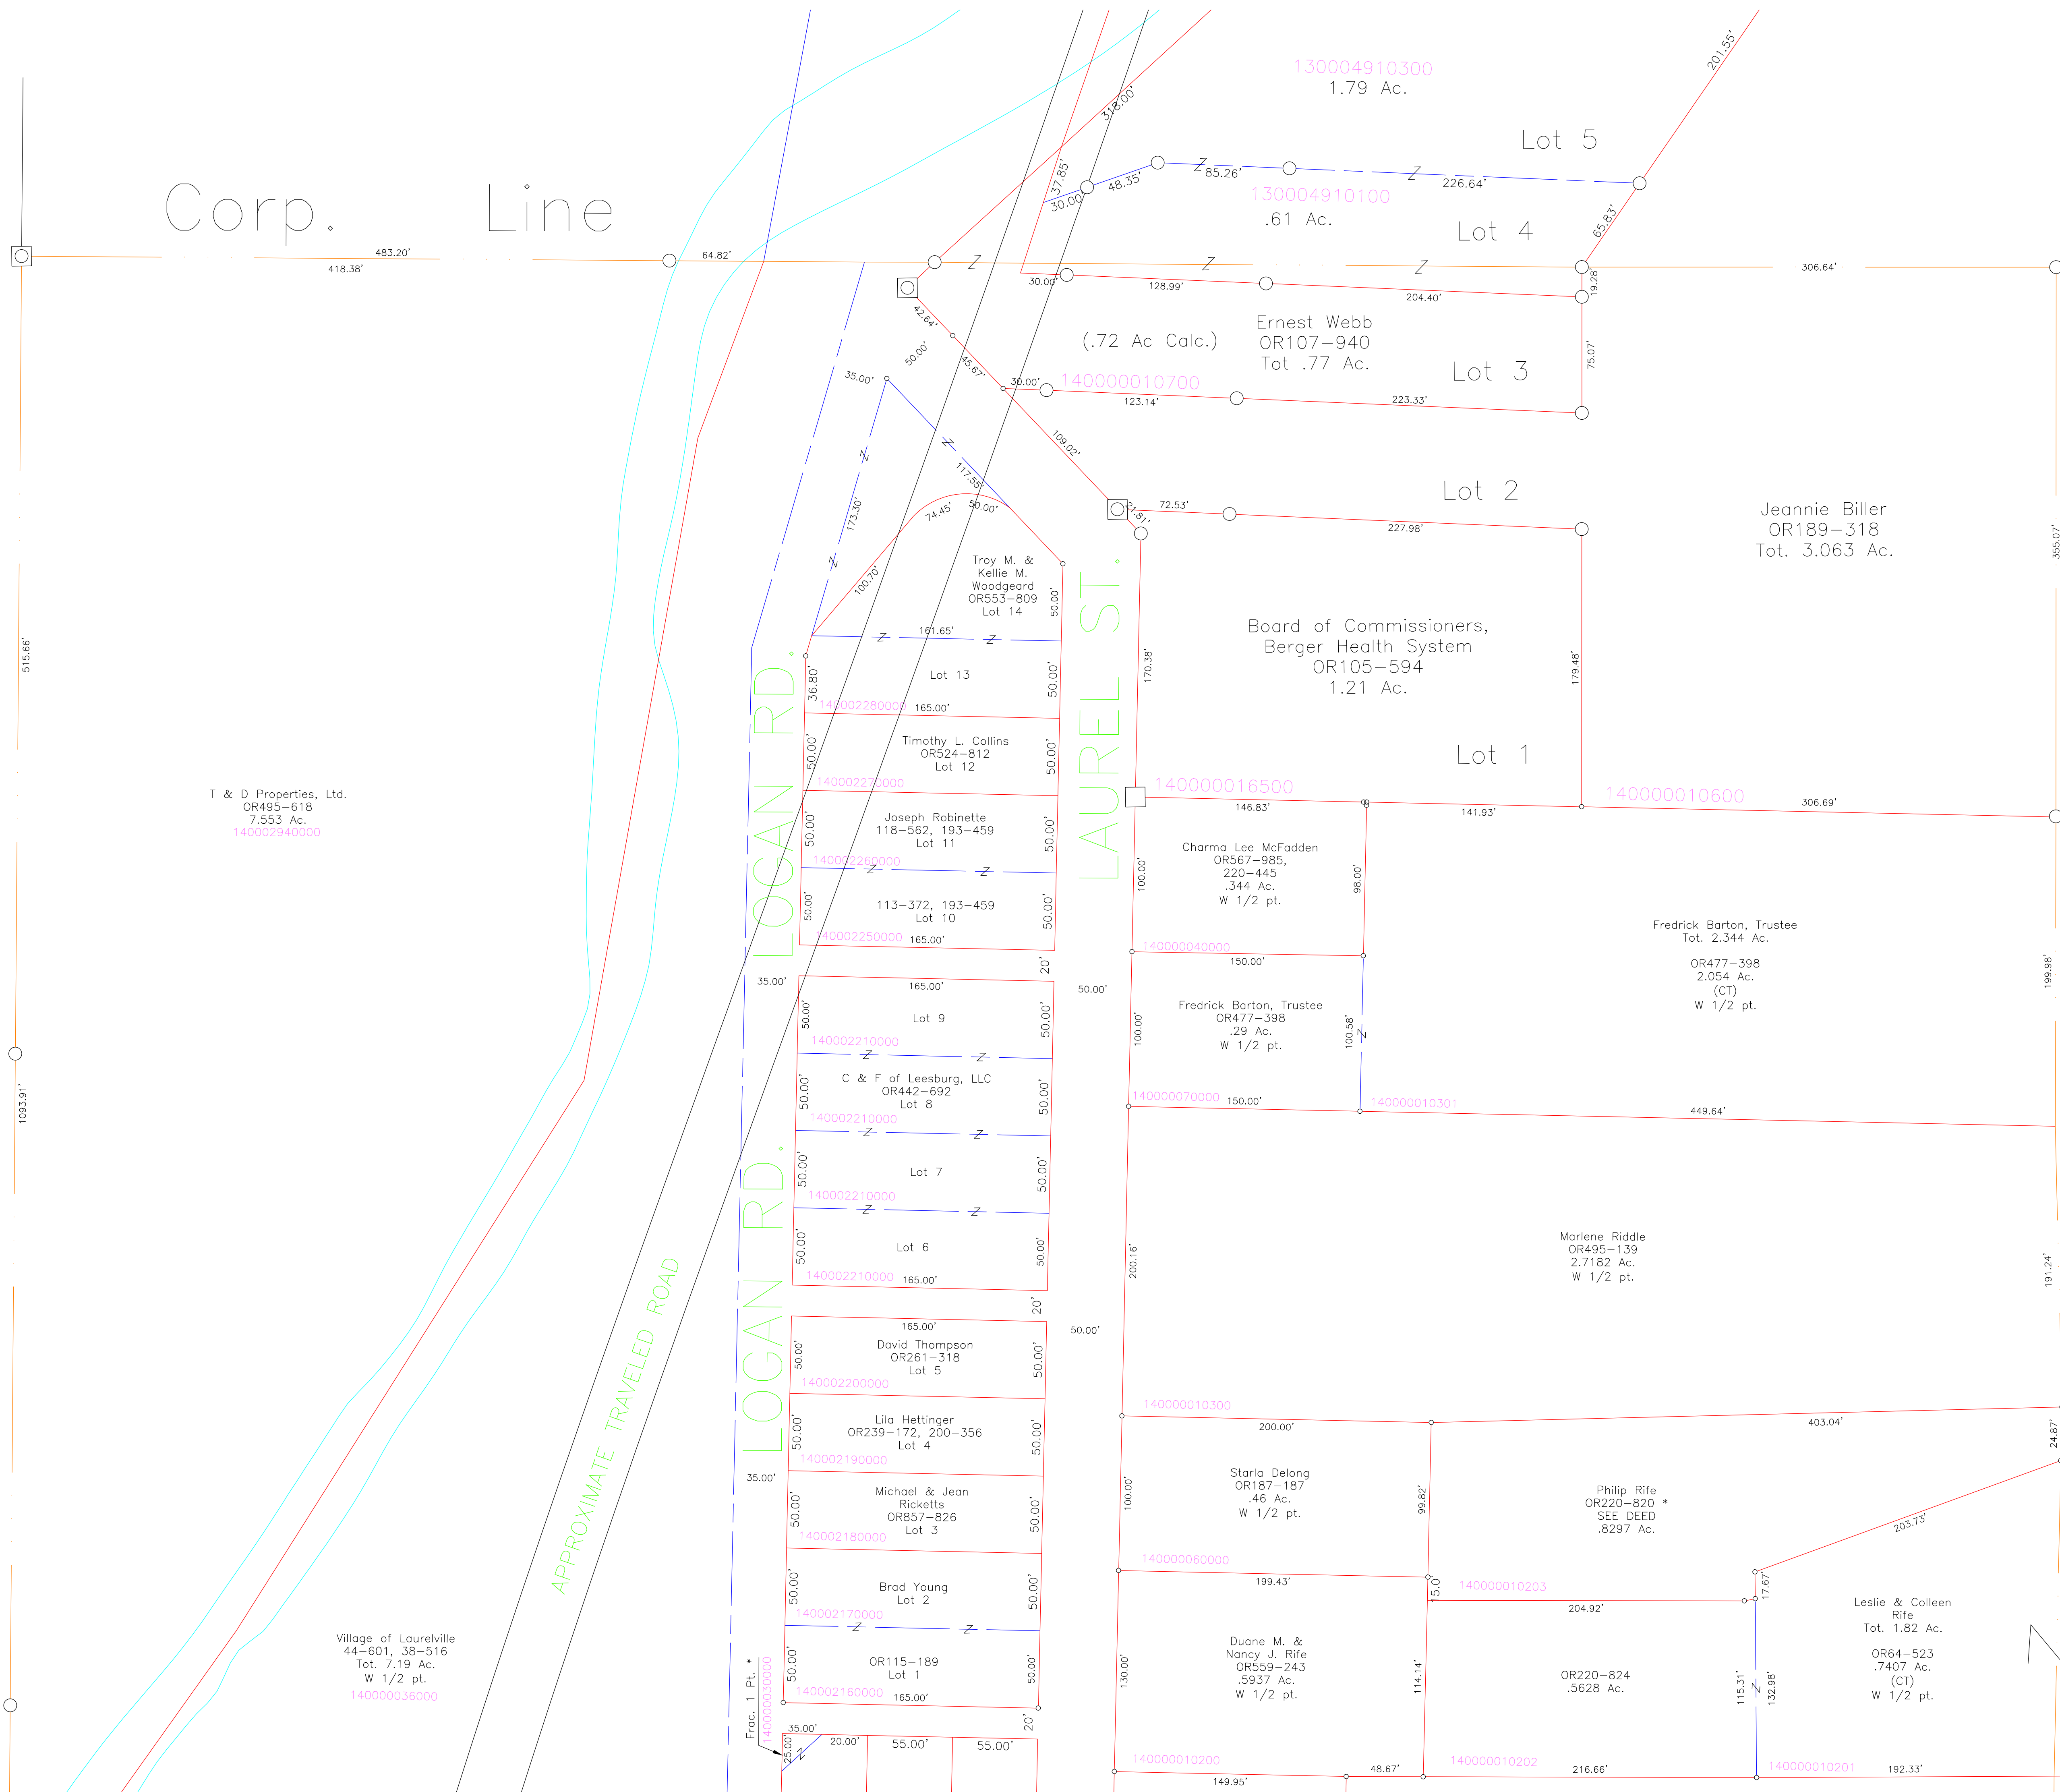 130004910300
1.79 Ac.
201.55'
318.00'
Lot 5
37.85'
30.00'
48.35'
85.26'
226.64'
130004910100
.61 Ac.
65.83'
Lot 4
Corp. Line
483.20'
418.38'
64.82'
306.64'
30.00'
128.99'
204.40'
19.28'
42.64'
50.00'
45.67'
35.00'
(.72 Ac Calc.)
Ernest Webb
OR107-940
Tot .77 Ac.
Lot 3
75.07'
30.00'
140000010700
123.14'
223.33'
109.02'
117.55'
173.30'
74.45'
50.00'
100.70'
21.81'
72.53'
227.98'
Lot 2
Jeannie Biller
OR189-318
Tot. 3.063 Ac.
355.07'
515.66'
Troy M. &
Kellie M.
Woodgeard
OR553-809
Lot 14
50.00'
161.65'
LAUREL ST.
170.38'
Board of Commissioners,
Berger Health System
OR105-594
1.21 Ac.
179.48'
Lot 1
LOGAN RD.
36.80'
Lot 13
50.00'
140002280000
165.00'
50.00'
Timothy L. Collins
OR524-812
Lot 12
50.00'
140002270000
T & D Properties, Ltd.
OR495-618
7.553 Ac.
140002940000
140000016500
146.83'
141.93'
140000010600
306.69'
50.00'
Joseph Robinette
118-562, 193-459
Lot 11
50.00'
140002260000
50.00'
113-372, 193-459
Lot 10
50.00'
140002250000
165.00'
100.00'
Charma Lee McFadden
OR567-985,
220-445
.344 Ac.
W 1/2 pt.
98.00'
140000040000
150.00'
Fredrick Barton, Trustee
Tot. 2.344 Ac.
OR477-398
2.054 Ac.
(CT)
W 1/2 pt.
199.98'
20'
35.00'
165.00'
50.00'
50.00'
Lot 9
50.00'
140002210000
100.00'
Fredrick Barton, Trustee
OR477-398
.29 Ac.
W 1/2 pt.
100.58'
1093.91'
50.00'
C & F of Leesburg, LLC
OR442-692
Lot 8
50.00'
140002210000
140000070000
150.00'
140000010301
449.64'
50.00'
Lot 7
50.00'
140002210000
LOGAN RD.
50.00'
Lot 6
50.00'
140002210000
165.00'
200.16'
Marlene Riddle
OR495-139
2.7182 Ac.
W 1/2 pt.
191.24'
20'
165.00'
50.00'
APPROXIMATE TRAVELED ROAD
50.00'
David Thompson
OR261-318
Lot 5
50.00'
140002200000
50.00'
Lila Hettinger
OR239-172, 200-356
Lot 4
50.00'
140002190000
35.00'
140000010300
200.00'
403.04'
24.87'
50.00'
Michael & Jean
Ricketts
OR857-826
Lot 3
50.00'
140002180000
100.00'
Starla Delong
OR187-187
.46 Ac.
W 1/2 pt.
99.82'
Philip Rife
OR220-820 *
SEE DEED
.8297 Ac.
203.73'
140000060000
199.43'
15.0'
140000010203
204.92'
17.67'
50.00'
Brad Young
Lot 2
50.00'
140002170000
50.00'
OR115-189
Lot 1
50.00'
140002160000
165.00'
Village of Laurelville
44-601, 38-516
Tot. 7.19 Ac.
W 1/2 pt.
140000036000
Frac. 1 Pt. *
140000030000
20'
35.00'
25.00'
20.00'
55.00'
55.00'
130.00'
Duane M. &
Nancy J. Rife
OR559-243
.5937 Ac.
W 1/2 pt.
114.14'
OR220-824
.5628 Ac.
115.31'
132.98'
Leslie & Colleen
Rife
Tot. 1.82 Ac.
OR64-523
.7407 Ac.
(CT)
W 1/2 pt.
140000010200
149.95'
48.67'
140000010202
216.66'
140000010201
192.33'